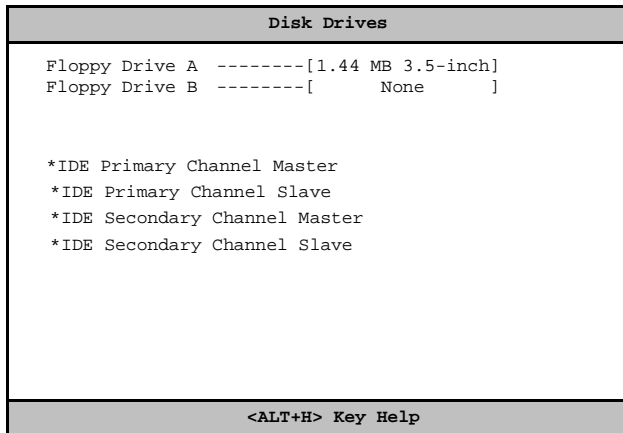 Disk Drives
Floppy Drive A --------[1.44 MB 3.5-inch]
Floppy Drive B --------[ None ]
*IDE Primary Channel Master
*IDE Primary Channel Slave
*IDE Secondary Channel Master
*IDE Secondary Channel Slave
<ALT+H> Key Help